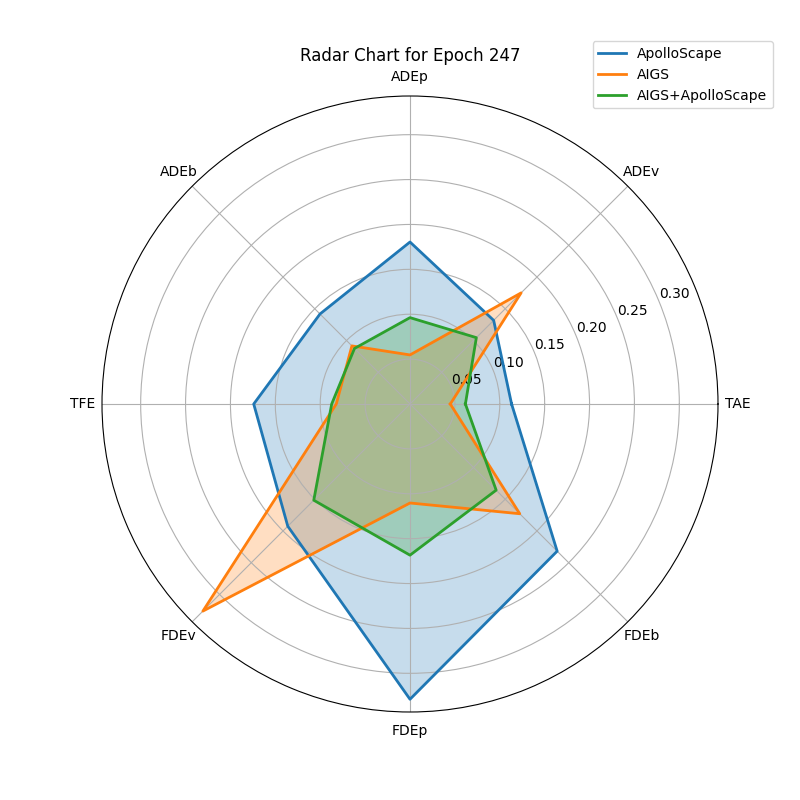 Radar Chart for Epoch 247
ApolloScape
AIGS
AIGS+ApolloScape
ADEp
ADEb
ADEv
0.30
0.25
0.20
0.15
0.10
0.05
TFE
TAE
FDEv
FDEb
FDEp